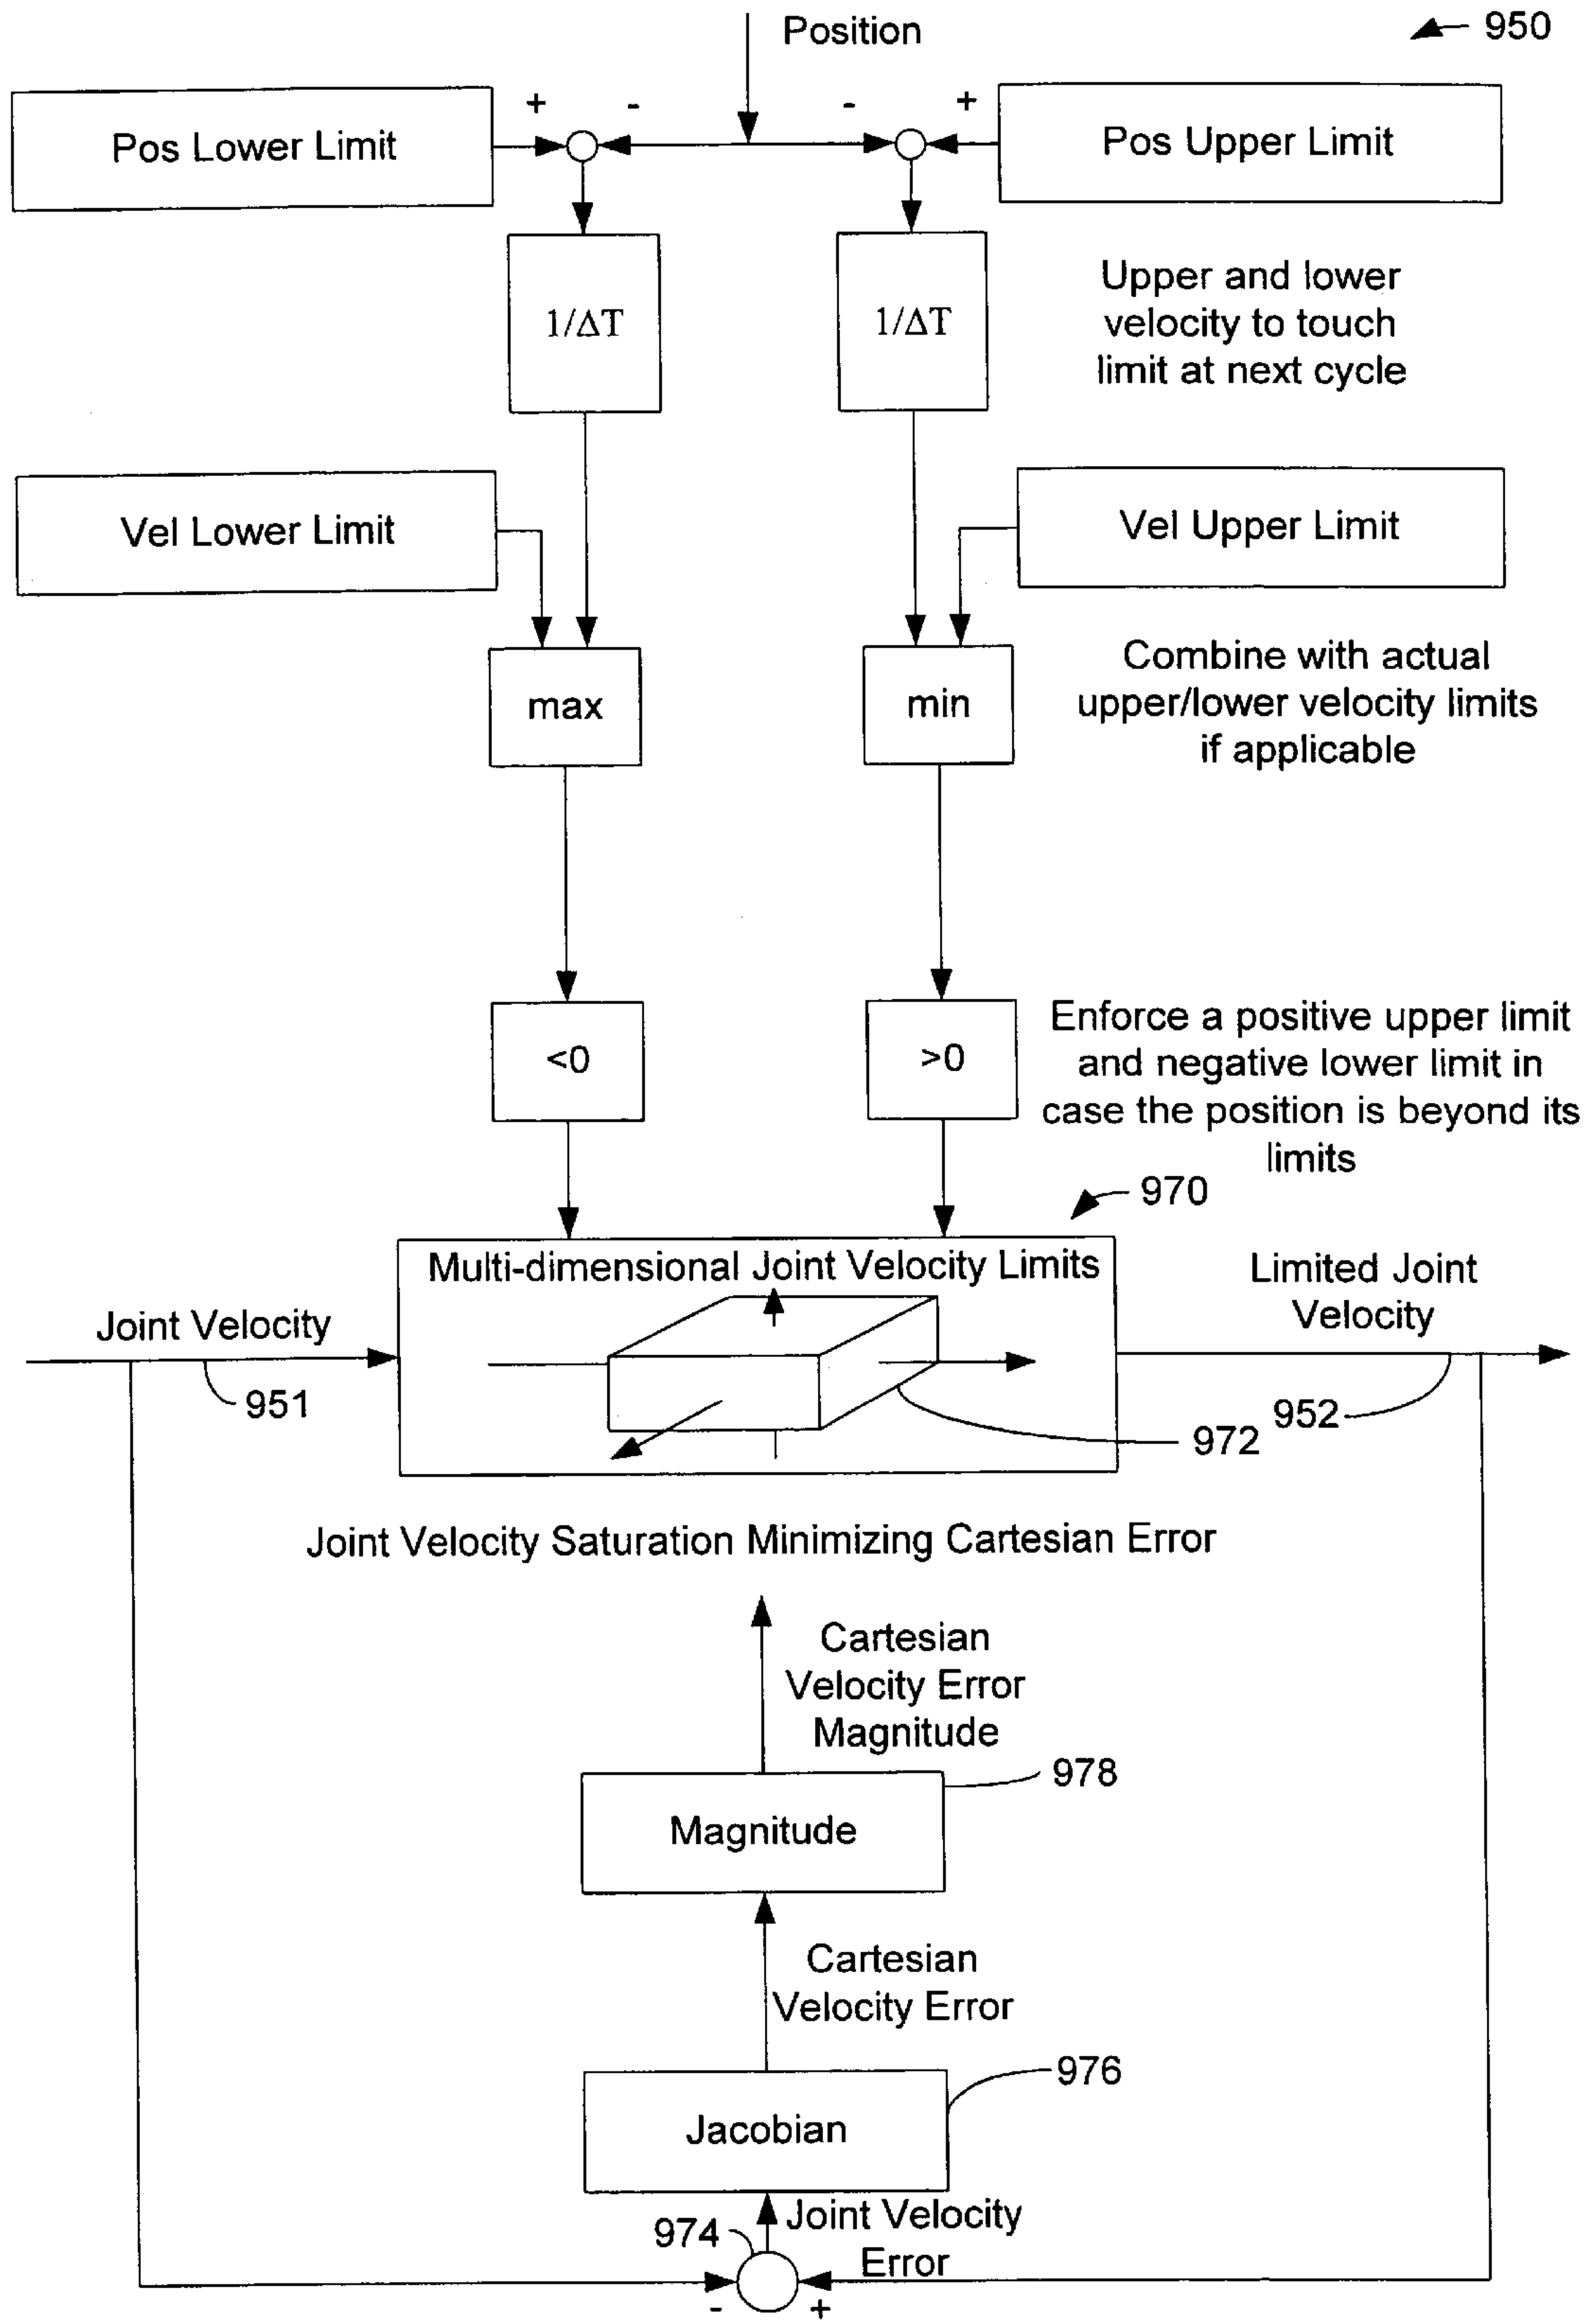 Position
950
+
-
-
+
Pos Lower Limit
Pos Upper Limit
1/ΔT
1/ΔT
Upper and lower
velocity to touch
limit at next cycle
Vel Lower Limit
Vel Upper Limit
max
min
Combine with actual
upper/lower velocity limits
if applicable
<0
>0
Enforce a positive upper limit
and negative lower limit in
case the position is beyond its
limits
970
Multi-dimensional Joint Velocity Limits
Joint Velocity
Limited Joint
Velocity
951
952
972
Joint Velocity Saturation Minimizing Cartesian Error
Cartesian
Velocity Error
Magnitude
978
Magnitude
Cartesian
Velocity Error
976
Jacobian
974
Joint Velocity
Error
-
+